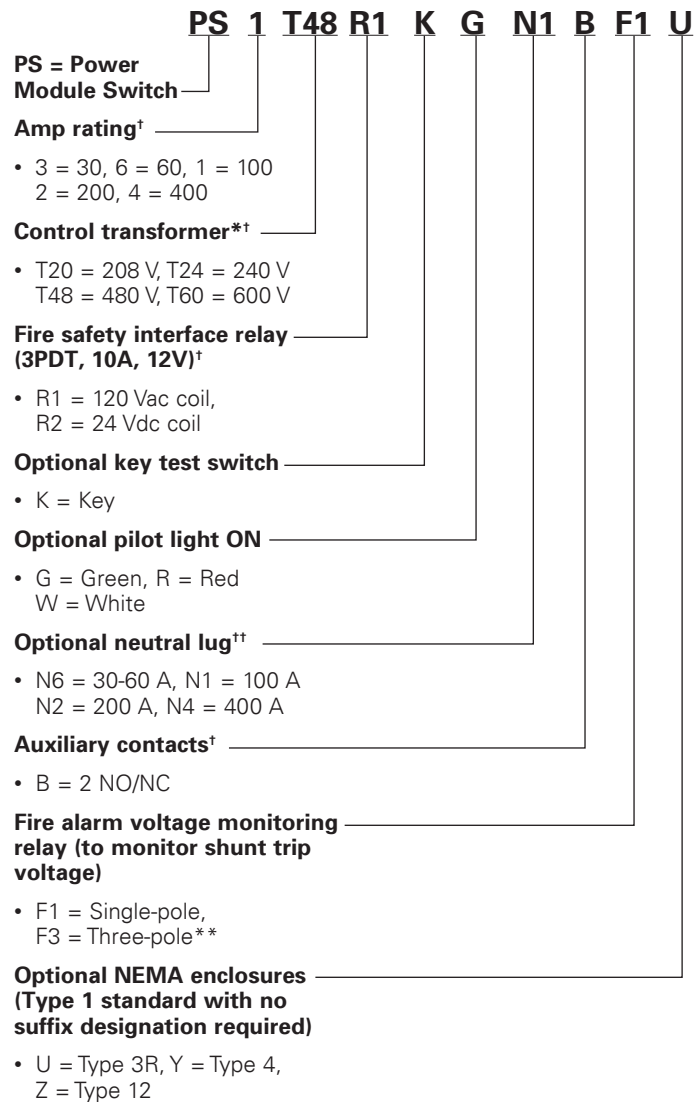 PS 1 T48 R1 K G N1 B F1 U
PS = Power
Module Switch
Amp rating†
• 3 = 30, 6 = 60, 1 = 100
2 = 200, 4 = 400
Control transformer*†
• T20 = 208 V, T24 = 240 V
T48 = 480 V, T60 = 600 V
Fire safety interface relay
(3PDT, 10A, 12V)†
• R1 = 120 Vac coil,
R2 = 24 Vdc coil
Optional key test switch
• K = Key
Optional pilot light ON
• G = Green, R = Red
W = White
Optional neutral lug††
• N6 = 30-60 A, N1 = 100 A
N2 = 200 A, N4 = 400 A
Auxiliary contacts†
• B = 2 NO/NC
Fire alarm voltage monitoring
relay (to monitor shunt trip
voltage)
• F1 = Single-pole,
F3 = Three-pole**
Optional NEMA enclosures
(Type 1 standard with no
suffix designation required)
• U = Type 3R, Y = Type 4,
Z = Type 12